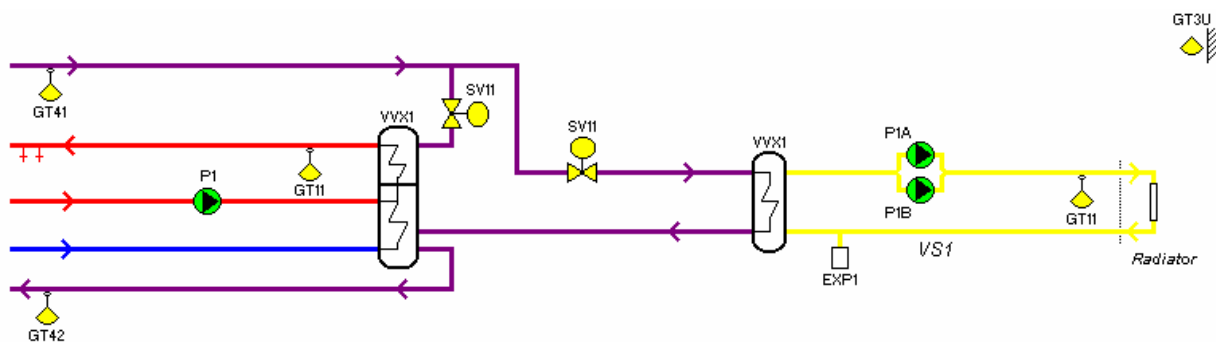 GT3U
GT41
SV11
VVX1
SV11
VVX1
P1A
GT11
P1
P1B
GT11
VS1
Radiator
EXP1
GT42